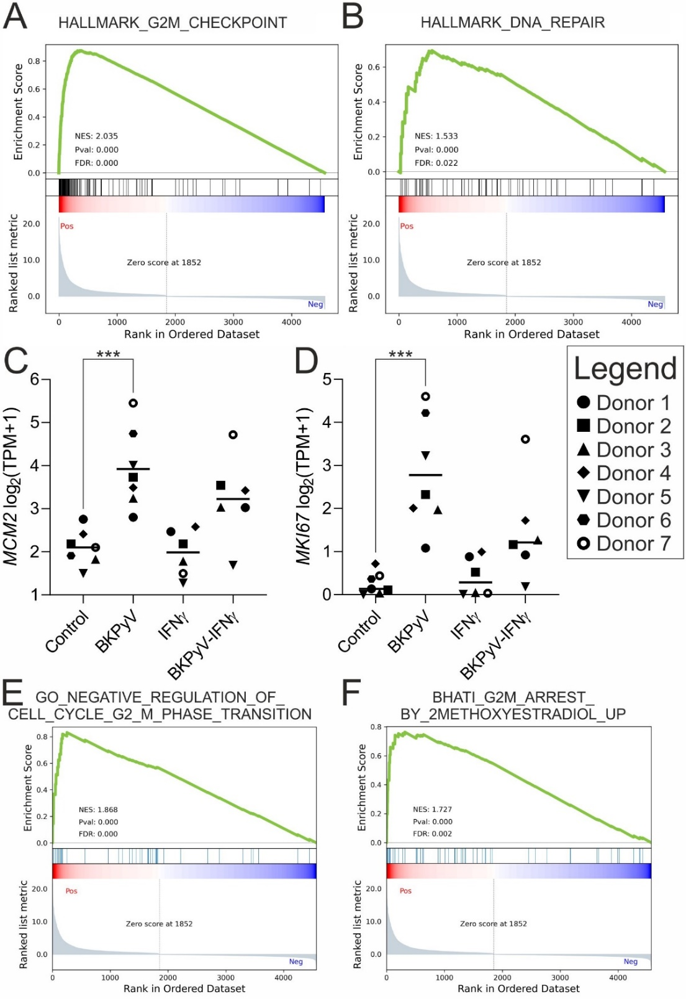 A
HALLMARK_G2M_CHECKPOINT
Enrichment Score
0.8
0.6
0.4
0.2
0.0
NES: 2.035
Pval: 0.000
FDR: 0.000
Ranked list metric
20.0
10.0
0.0
Pos
Zero score at 1852
Neg
0 1000 2000 3000 4000
Rank in Ordered Dataset
B
HALLMARK_DNA_REPAIR
Enrichment Score
0.6
0.4
0.2
0.0
NES: 1.533
Pval: 0.000
FDR: 0.022
Ranked list metric
20.0
10.0
0.0
Pos
Zero score at 1852
Neg
0 1000 2000 3000 4000
Rank in Ordered Dataset
C
MCM2 log2(TPM+1)
6
5
4
3
2
1
***
Control
BKPyV
IFNγ
BKPyV-IFNγ
D
MKI67 log2(TPM+1)
5
4
3
2
1
0
***
Control
BKPyV
IFNγ
BKPyV-IFNγ
Legend
Donor 1
Donor 2
Donor 3
Donor 4
Donor 5
Donor 6
Donor 7
E
GO_NEGATIVE_REGULATION_OF_
CELL_CYCLE_G2_M_PHASE_TRANSITION
Enrichment Score
0.8
0.6
0.4
0.2
0.0
NES: 1.868
Pval: 0.000
FDR: 0.000
Ranked list metric
20.0
10.0
0.0
Pos
Zero score at 1852
Neg
0 1000 2000 3000 4000
Rank in Ordered Dataset
F
BHATI_G2M_ARREST_
BY_2METHOXYESTRADIOL_UP
Enrichment Score
0.8
0.6
0.4
0.2
0.0
NES: 1.727
Pval: 0.000
FDR: 0.002
Ranked list metric
20.0
10.0
0.0
Pos
Zero score at 1852
Neg
0 1000 2000 3000 4000
Rank in Ordered Dataset